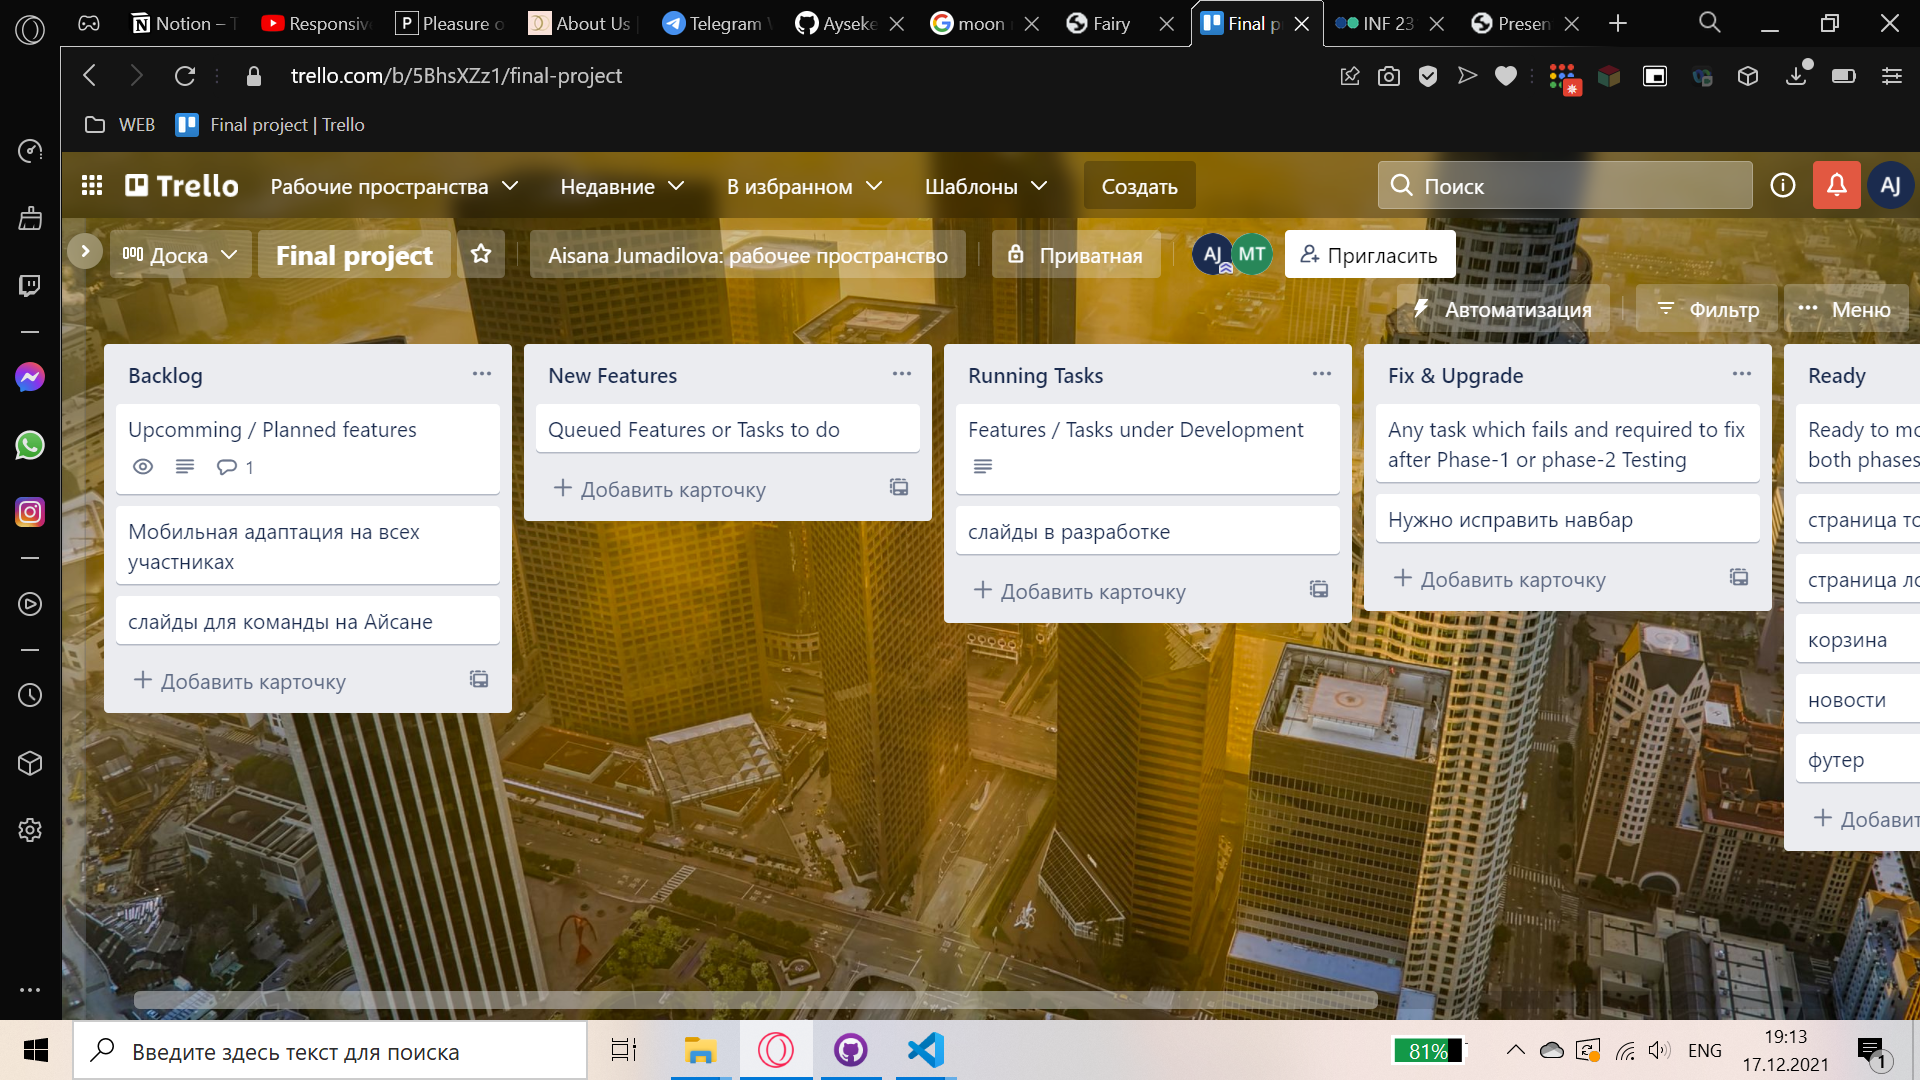 Notion – T
Responsive
Pleasure o
About Us
Telegram W
Ayseke
moon
Fairy
Final p
INF 23
Presen
trello.com/b/5BhsXZz1/final-project
WEB
Final project | Trello
Trello
Рабочие пространства
Недавние
В избранном
Шаблоны
Создать
Поиск
AJ
Доска
Final project
Aisana Jumadilova: рабочее пространство
Приватная
AJ
MT
Пригласить
Автоматизация
Фильтр
Меню
Backlog
Upcomming / Planned features
1
Мобильная адаптация на всех
участниках
слайды для команды на Айсане
Добавить карточку
New Features
Queued Features or Tasks to do
Добавить карточку
Running Tasks
Features / Tasks under Development
слайды в разработке
Добавить карточку
Fix & Upgrade
Any task which fails and required to fix
after Phase-1 or phase-2 Testing
Нужно исправить навбар
Добавить карточку
Ready
Ready to mo
both phases
страница то
страница ло
корзина
новости
футер
Добавит
Введите здесь текст для поиска
81%
ENG
19:13
17.12.2021
1